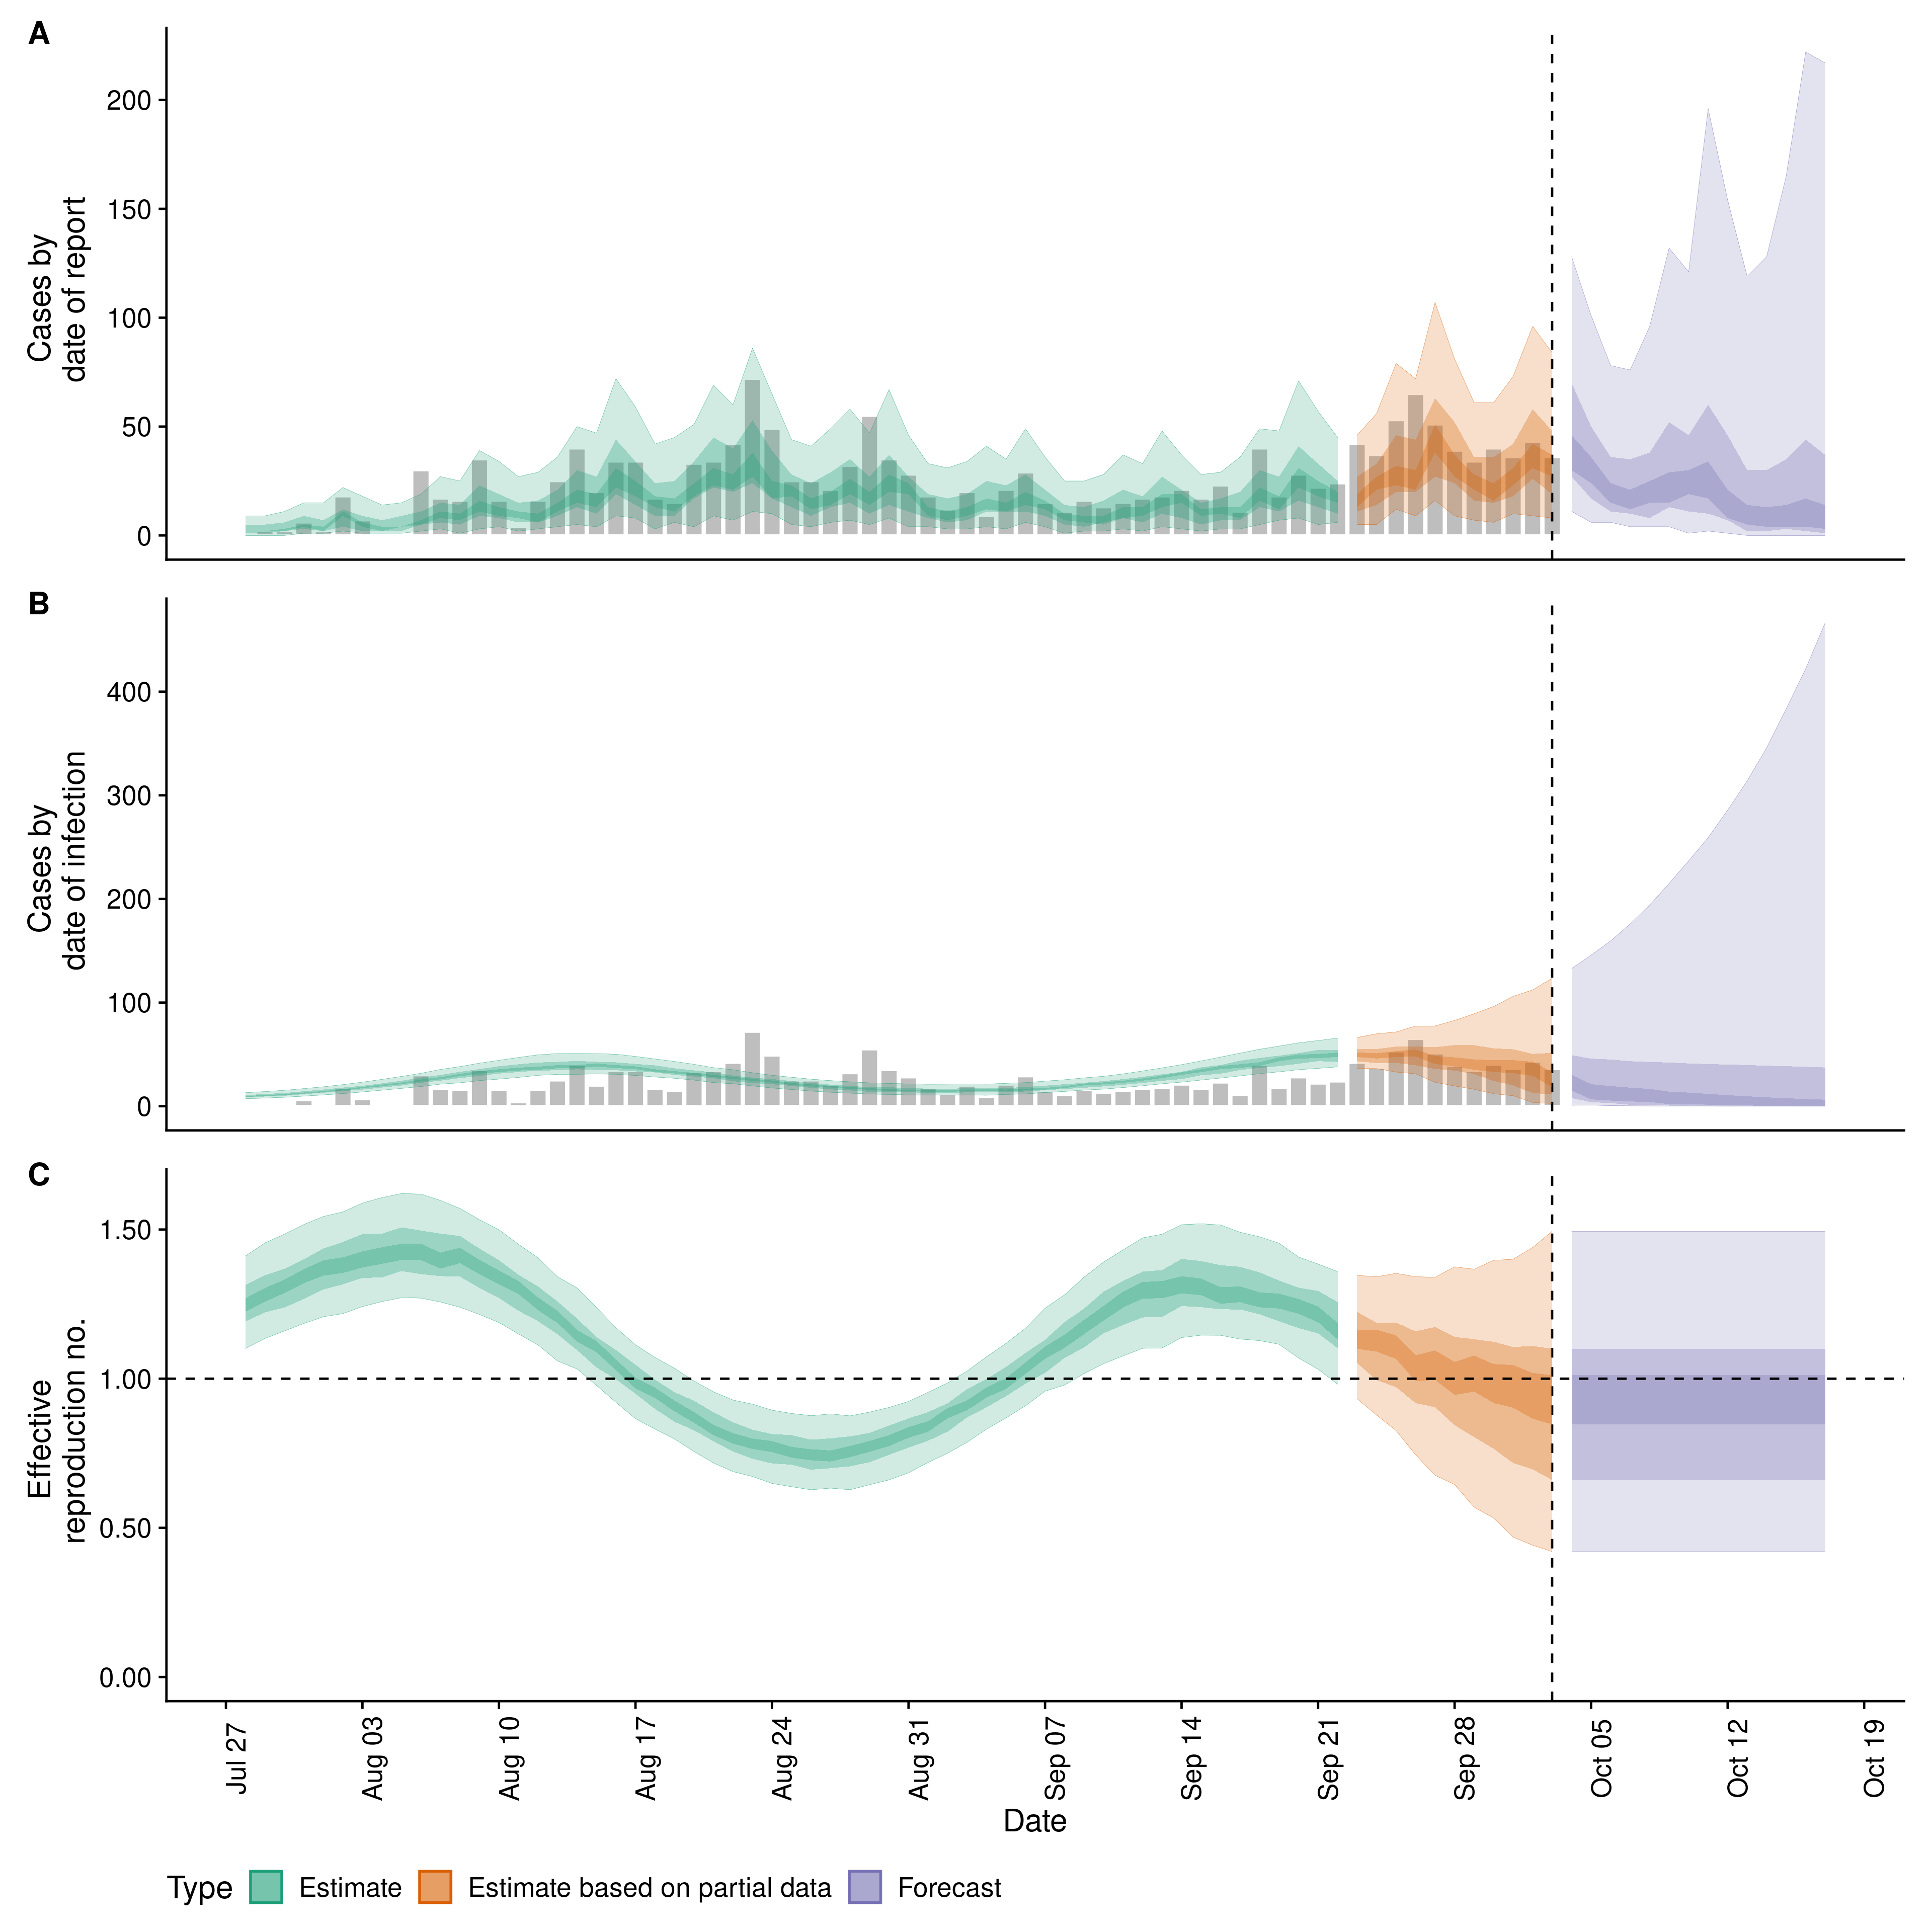 A
Cases by
date of report
200
150
100
50
0
B
Cases by
date of infection
400
300
200
100
0
C
Effective
reproduction no.
1.50
1.00
0.50
0.00
Jul 27
Aug 03
Aug 10
Aug 17
Aug 24
Aug 31
Sep 07
Sep 14
Sep 21
Sep 28
Oct 05
Oct 12
Oct 19
Date
Type Estimate Estimate based on partial data Forecast